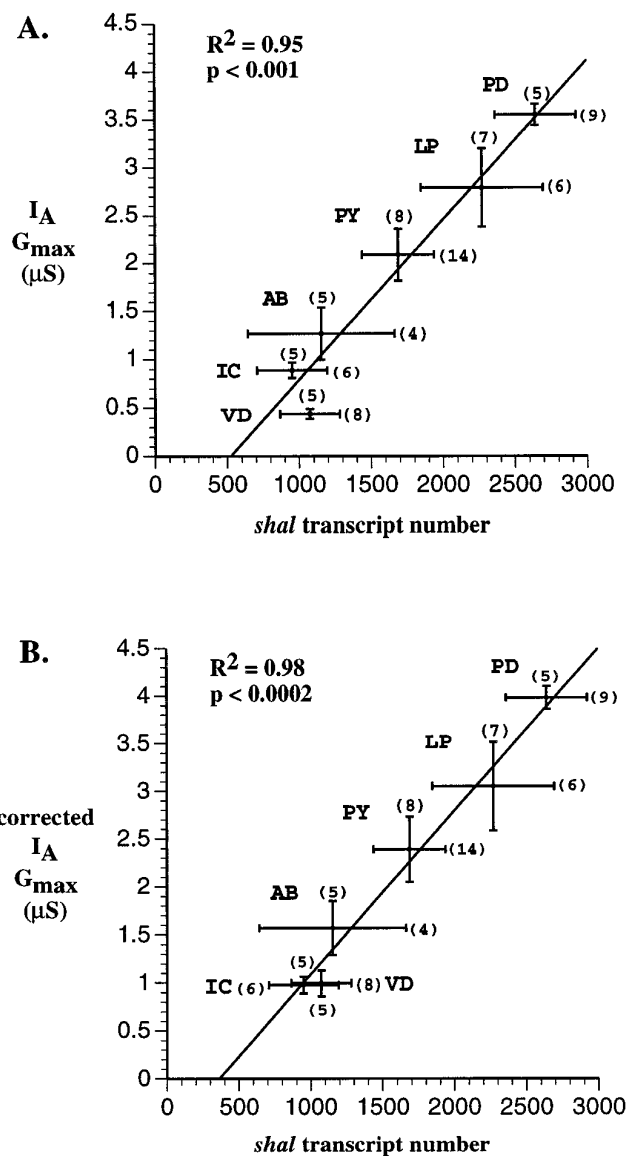 A.
R2 = 0.95
p < 0.001
4.5
4
3.5
3
2.5
2
1.5
1
0.5
0
IA
Gmax
(µS)
PD (5) (9)
LP (7) (6)
PY (8) (14)
AB (5) (4)
IC (5) (6)
VD (5) (8)
0 500 1000 1500 2000 2500 3000
shal transcript number
B.
R2 = 0.98
p < 0.0002
4.5
4
3.5
3
2.5
2
1.5
1
0.5
0
corrected
IA
Gmax
(µS)
PD (5) (9)
LP (7) (6)
PY (8) (14)
AB (5) (4)
(5)
IC (6) (8) VD
(5)
0 500 1000 1500 2000 2500 3000
shal transcript number